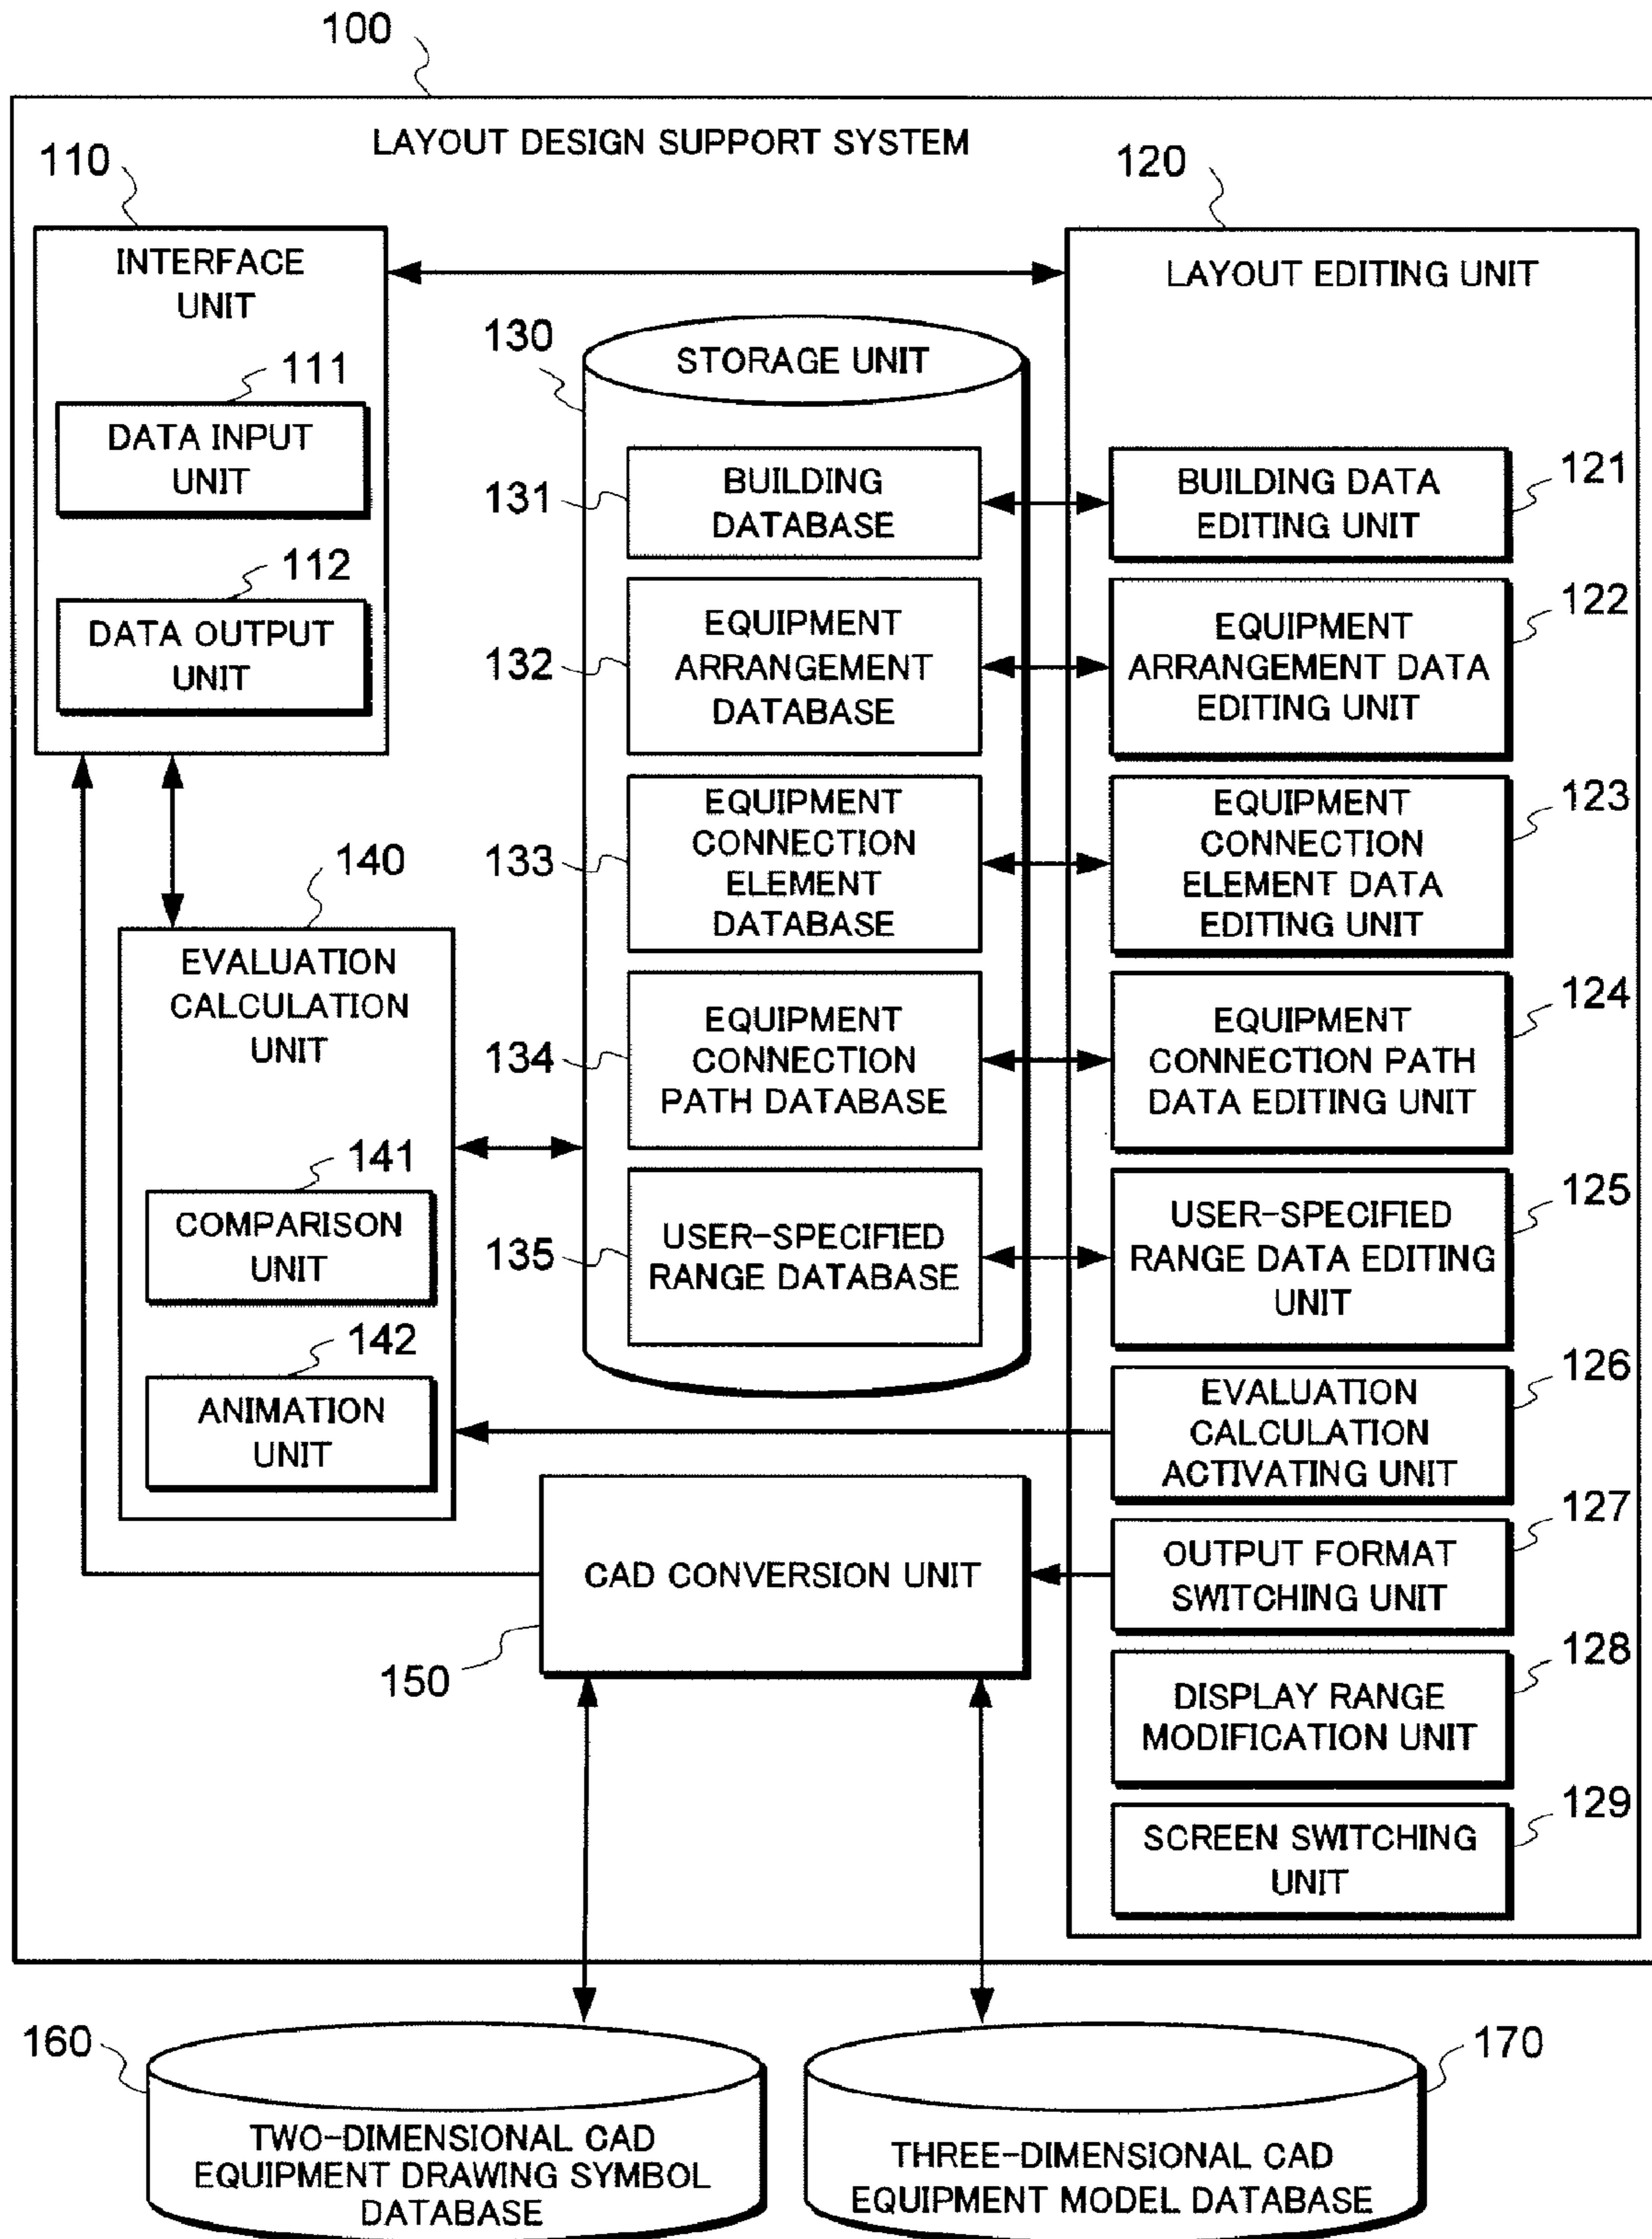 100
LAYOUT DESIGN SUPPORT SYSTEM
110
INTERFACE
UNIT
111
DATA INPUT
UNIT
112
DATA OUTPUT
UNIT
120
LAYOUT EDITING UNIT
130
STORAGE UNIT
131
BUILDING
DATABASE
132
EQUIPMENT
ARRANGEMENT
DATABASE
133
EQUIPMENT
CONNECTION
ELEMENT
DATABASE
134
EQUIPMENT
CONNECTION
PATH DATABASE
135
USER-SPECIFIED
RANGE DATABASE
121
BUILDING DATA
EDITING UNIT
122
EQUIPMENT
ARRANGEMENT DATA
EDITING UNIT
123
EQUIPMENT
CONNECTION
ELEMENT DATA
EDITING UNIT
124
EQUIPMENT
CONNECTION PATH
DATA EDITING UNIT
125
USER-SPECIFIED
RANGE DATA EDITING
UNIT
126
EVALUATION
CALCULATION
ACTIVATING UNIT
127
OUTPUT FORMAT
SWITCHING UNIT
128
DISPLAY RANGE
MODIFICATION UNIT
129
SCREEN SWITCHING
UNIT
140
EVALUATION
CALCULATION
UNIT
141
COMPARISON
UNIT
142
ANIMATION
UNIT
CAD CONVERSION UNIT
150
160
TWO-DIMENSIONAL CAD
EQUIPMENT DRAWING SYMBOL
DATABASE
170
THREE-DIMENSIONAL CAD
EQUIPMENT MODEL DATABASE